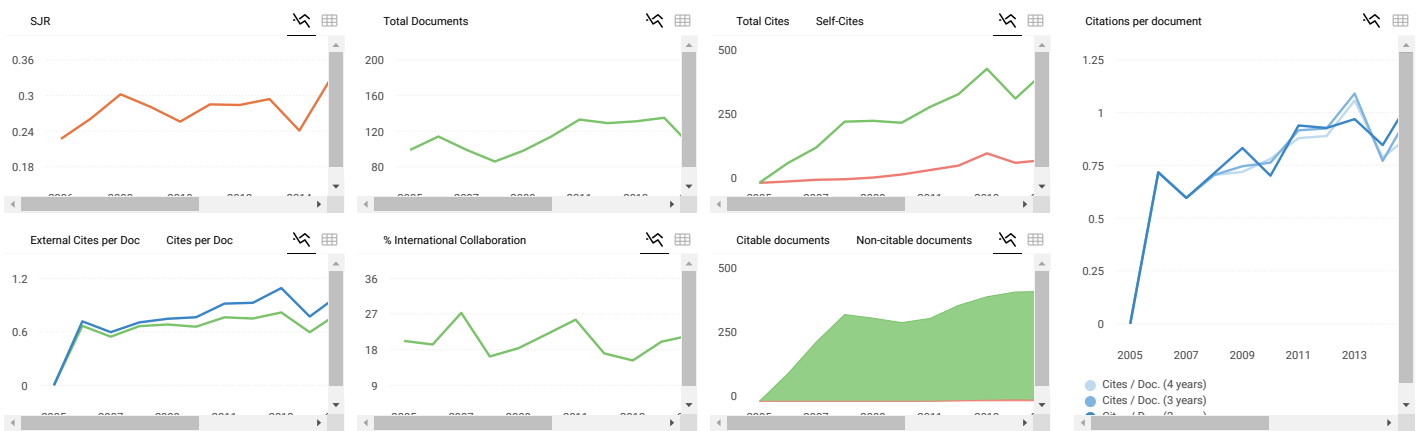 SJR
0.36
0.3
0.24
0.18
Total Documents
200
160
120
80
Total Cites Self-Cites
500
250
0
Citations per document
1.25
1
0.75
0.5
0.25
0
2005 2007 2009 2011 2013
Cites / Doc. (4 years)
Cites / Doc. (3 years)
External Cites per Doc Cites per Doc
1.2
0.6
0
% International Collaboration
36
27
18
9
Citable documents Non-citable documents
500
250
0